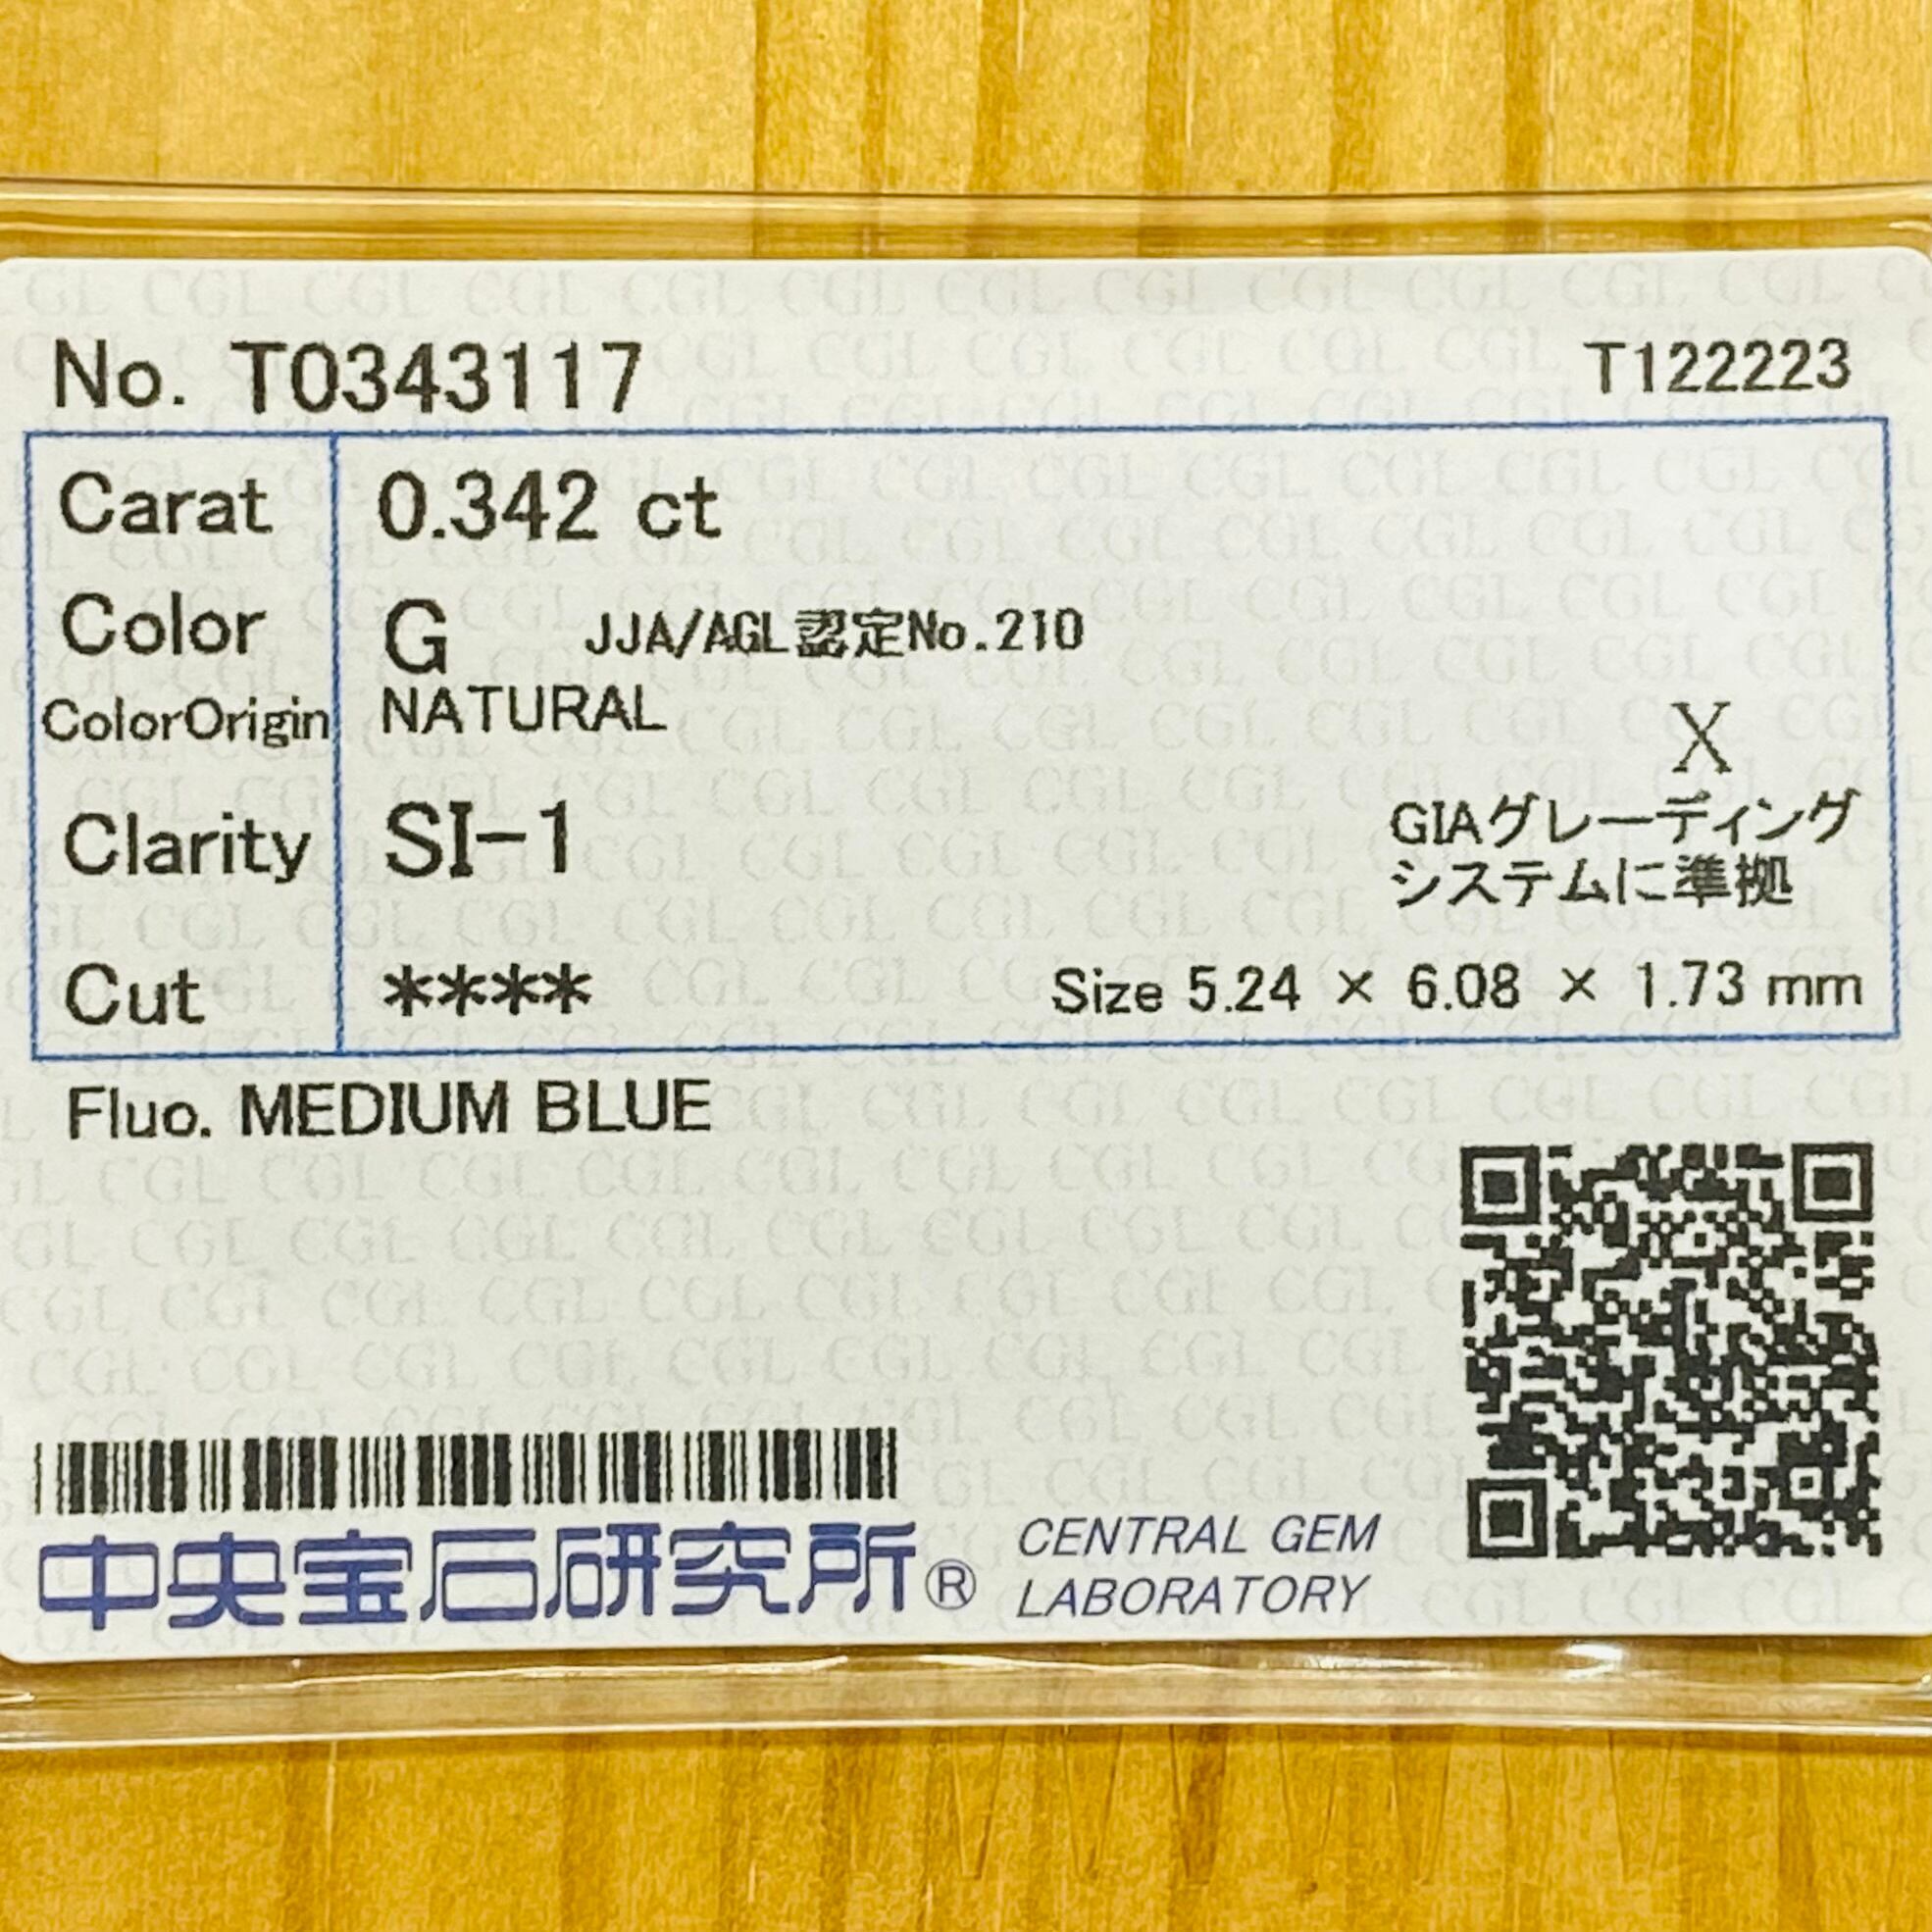 No. T0343117 T122223
Carat 0.342 ct
Color G JJA/AGL認定No.210
ColorOrigin NATURAL
X
Clarity SI-1
GIAグレーディング
システムに準拠
Cut **** Size 5.24 × 6.08 × 1.73 mm
Fluo. MEDIUM BLUE
中央宝石研究所® CENTRAL GEM
LABORATORY